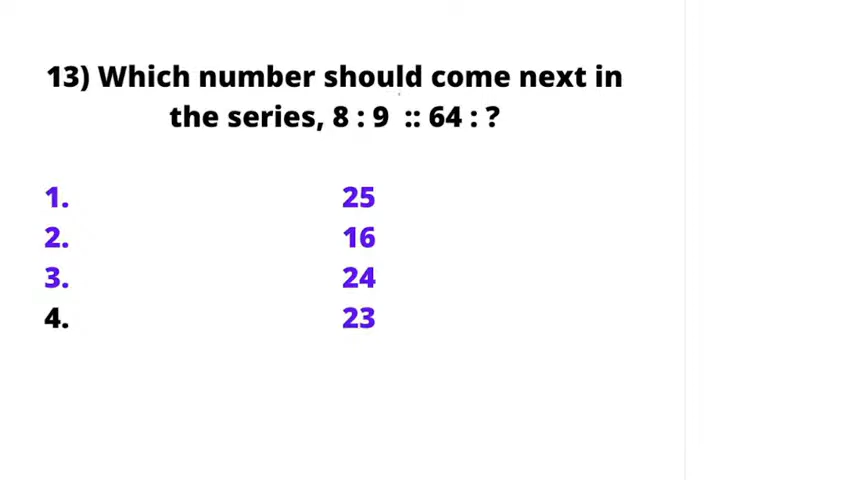 13) Which number should come next in
the series, 8 : 9 :: 64 : ?
1. 25
2. 16
3. 24
4. 23